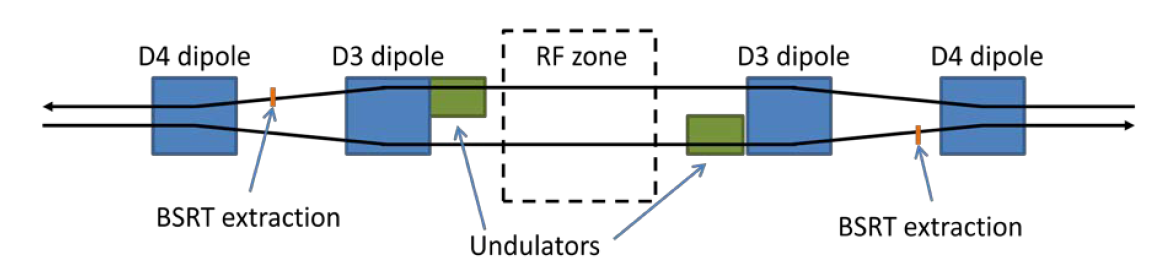 D4 dipole
D3 dipole
RF zone
D3 dipole
D4 dipole
BSRT extraction
Undulators
BSRT extraction